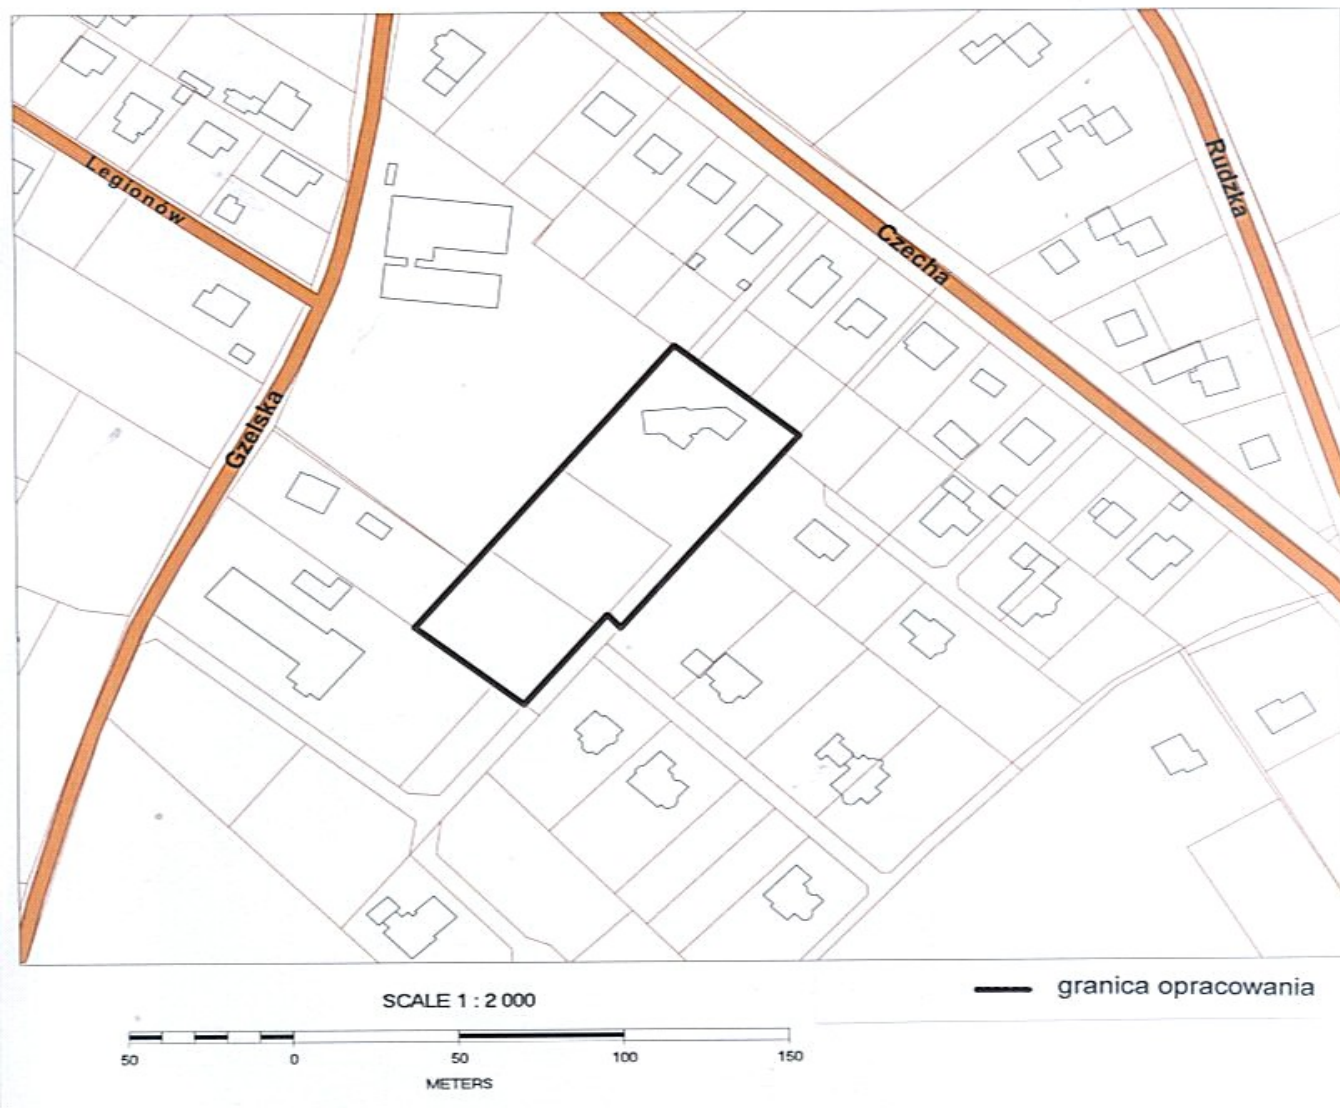 Legionów
Czecha
Rudzka
Gzelska
SCALE 1 : 2 000
granica opracowania
50 0 50 100 150
METERS